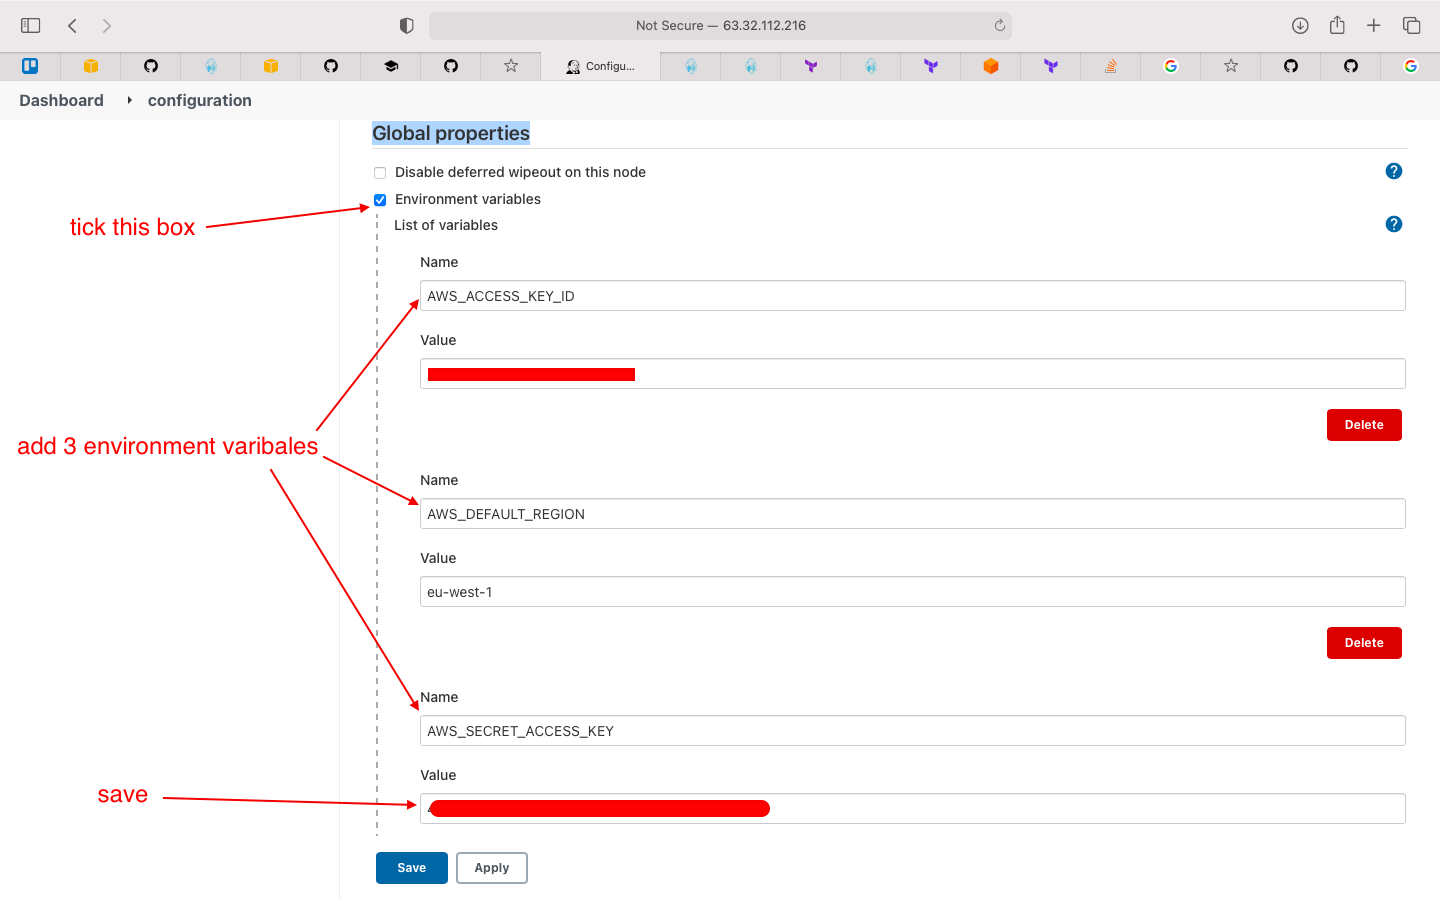 Not Secure — 63.32.112.216
Configu...
Dashboard configuration
Global properties
Disable deferred wipeout on this node
?
Environment variables
tick this box
List of variables
?
Name
AWS_ACCESS_KEY_ID
Value
Delete
add 3 environment varibales
Name
AWS_DEFAULT_REGION
Value
eu-west-1
Delete
Name
AWS_SECRET_ACCESS_KEY
Value
save
Save Apply